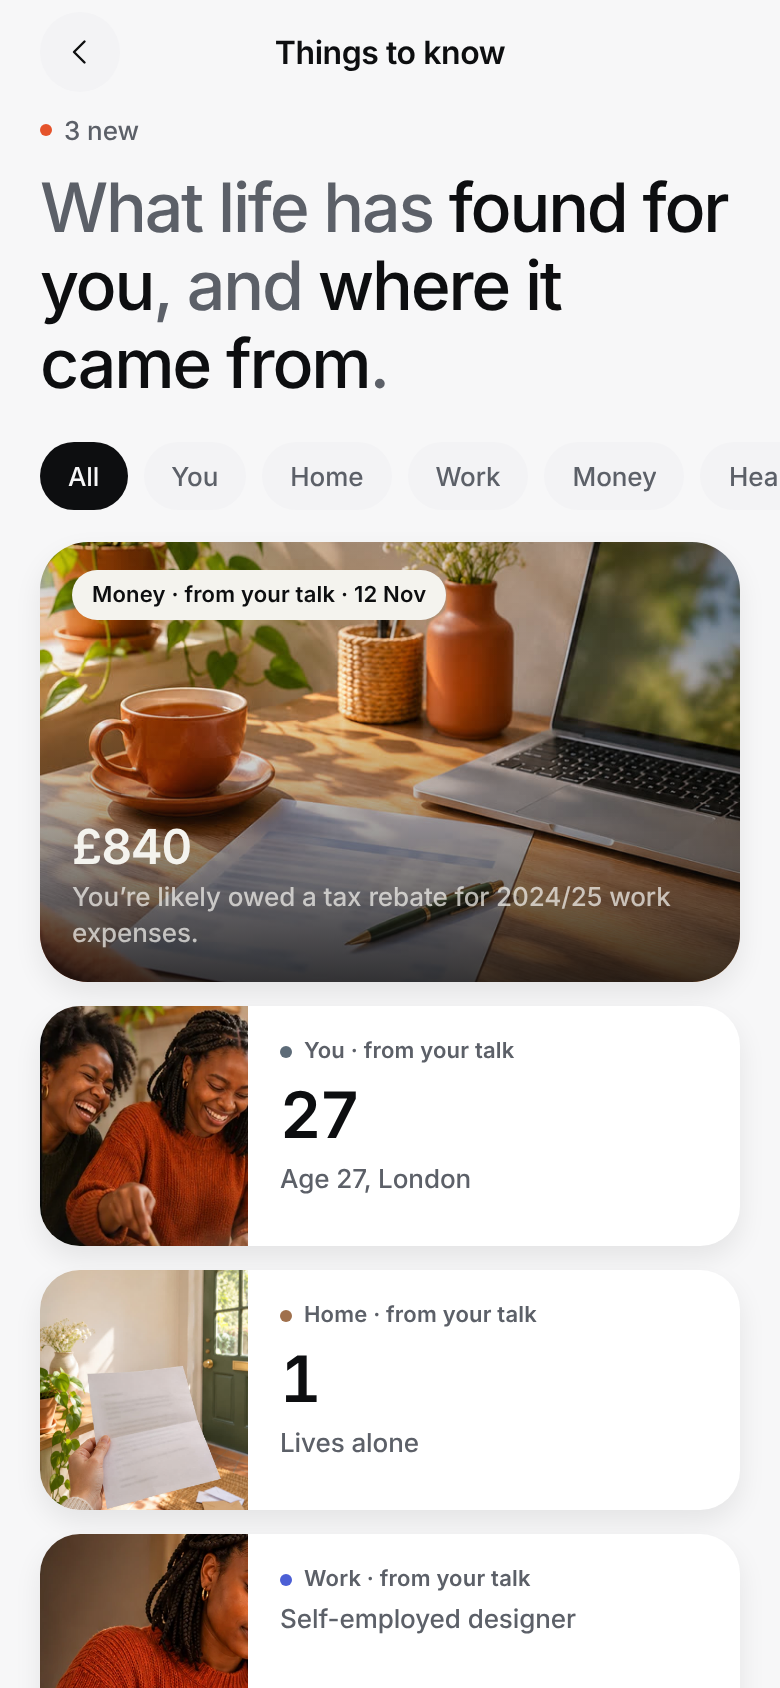 Things to know
3 new
What life has found for
you, and where it
came from.
All
You
Home
Work
Money
Hea
Money · from your talk · 12 Nov
£840
You’re likely owed a tax rebate for 2024/25 work
expenses.
You · from your talk
27
Age 27, London
Home · from your talk
1
Lives alone
Work · from your talk
Self-employed designer